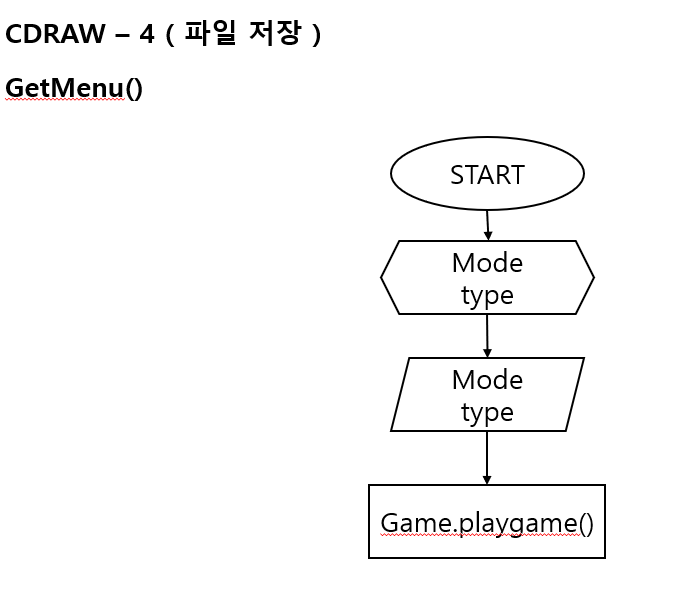 CDRAW – 4 ( 파일 저장 )
GetMenu()
START
Mode
type
Mode
type
Game.playgame()